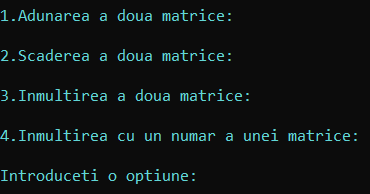 1.Adunarea a doua matrice:
2.Scaderea a doua matrice:
3.Inmultirea a doua matrice:
4.Inmultirea cu un numar a unei matrice:
Introduceti o optiune: